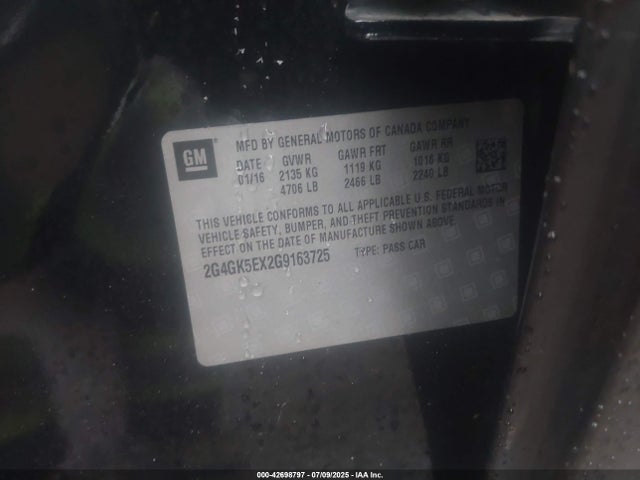 GM
MFD BY GENERAL MOTORS OF CANADA COMPANY
DATE GVWR GAWR FRT GAWR RR
01/16 2135 KG 1119 KG 1016 KG
4706 LB 2466 LB 2240 LB
THIS VEHICLE CONFORMS TO ALL APPLICABLE U.S. FEDERAL MOTOR
VEHICLE SAFETY, BUMPER, AND THEFT PREVENTION STANDARDS IN
EFFECT ON THE DATE OF MANUFACTURE SHOWN ABOVE.
2G4GK5EX2G9163725 TYPE: PASS CAR
000-42698797 - 07/09/2025 - IAA Inc.